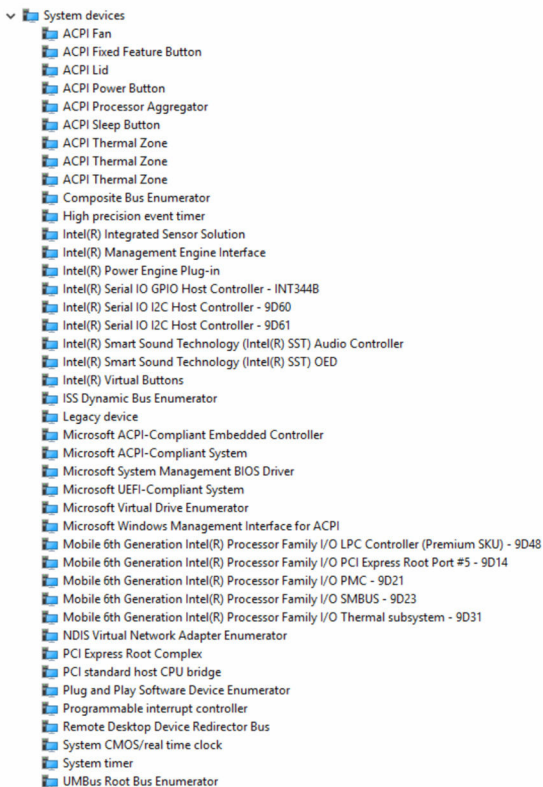 System devices
ACPI Fan
ACPI Fixed Feature Button
ACPI Lid
ACPI Power Button
ACPI Processor Aggregator
ACPI Sleep Button
ACPI Thermal Zone
ACPI Thermal Zone
ACPI Thermal Zone
Composite Bus Enumerator
High precision event timer
Intel(R) Integrated Sensor Solution
Intel(R) Management Engine Interface
Intel(R) Power Engine Plug-in
Intel(R) Serial IO GPIO Host Controller - INT344B
Intel(R) Serial IO I2C Host Controller - 9D60
Intel(R) Serial IO I2C Host Controller - 9D61
Intel(R) Smart Sound Technology (Intel(R) SST) Audio Controller
Intel(R) Smart Sound Technology (Intel(R) SST) OED
Intel(R) Virtual Buttons
ISS Dynamic Bus Enumerator
Legacy device
Microsoft ACPI-Compliant Embedded Controller
Microsoft ACPI-Compliant System
Microsoft System Management BIOS Driver
Microsoft UEFI-Compliant System
Microsoft Virtual Drive Enumerator
Microsoft Windows Management Interface for ACPI
Mobile 6th Generation Intel(R) Processor Family I/O LPC Controller (Premium SKU) - 9D48
Mobile 6th Generation Intel(R) Processor Family I/O PCI Express Root Port #5 - 9D14
Mobile 6th Generation Intel(R) Processor Family I/O PMC - 9D21
Mobile 6th Generation Intel(R) Processor Family I/O SMBUS - 9D23
Mobile 6th Generation Intel(R) Processor Family I/O Thermal subsystem - 9D31
NDIS Virtual Network Adapter Enumerator
PCI Express Root Complex
PCI standard host CPU bridge
Plug and Play Software Device Enumerator
Programmable interrupt controller
Remote Desktop Device Redirector Bus
System CMOS/real time clock
System timer
UMBus Root Bus Enumerator